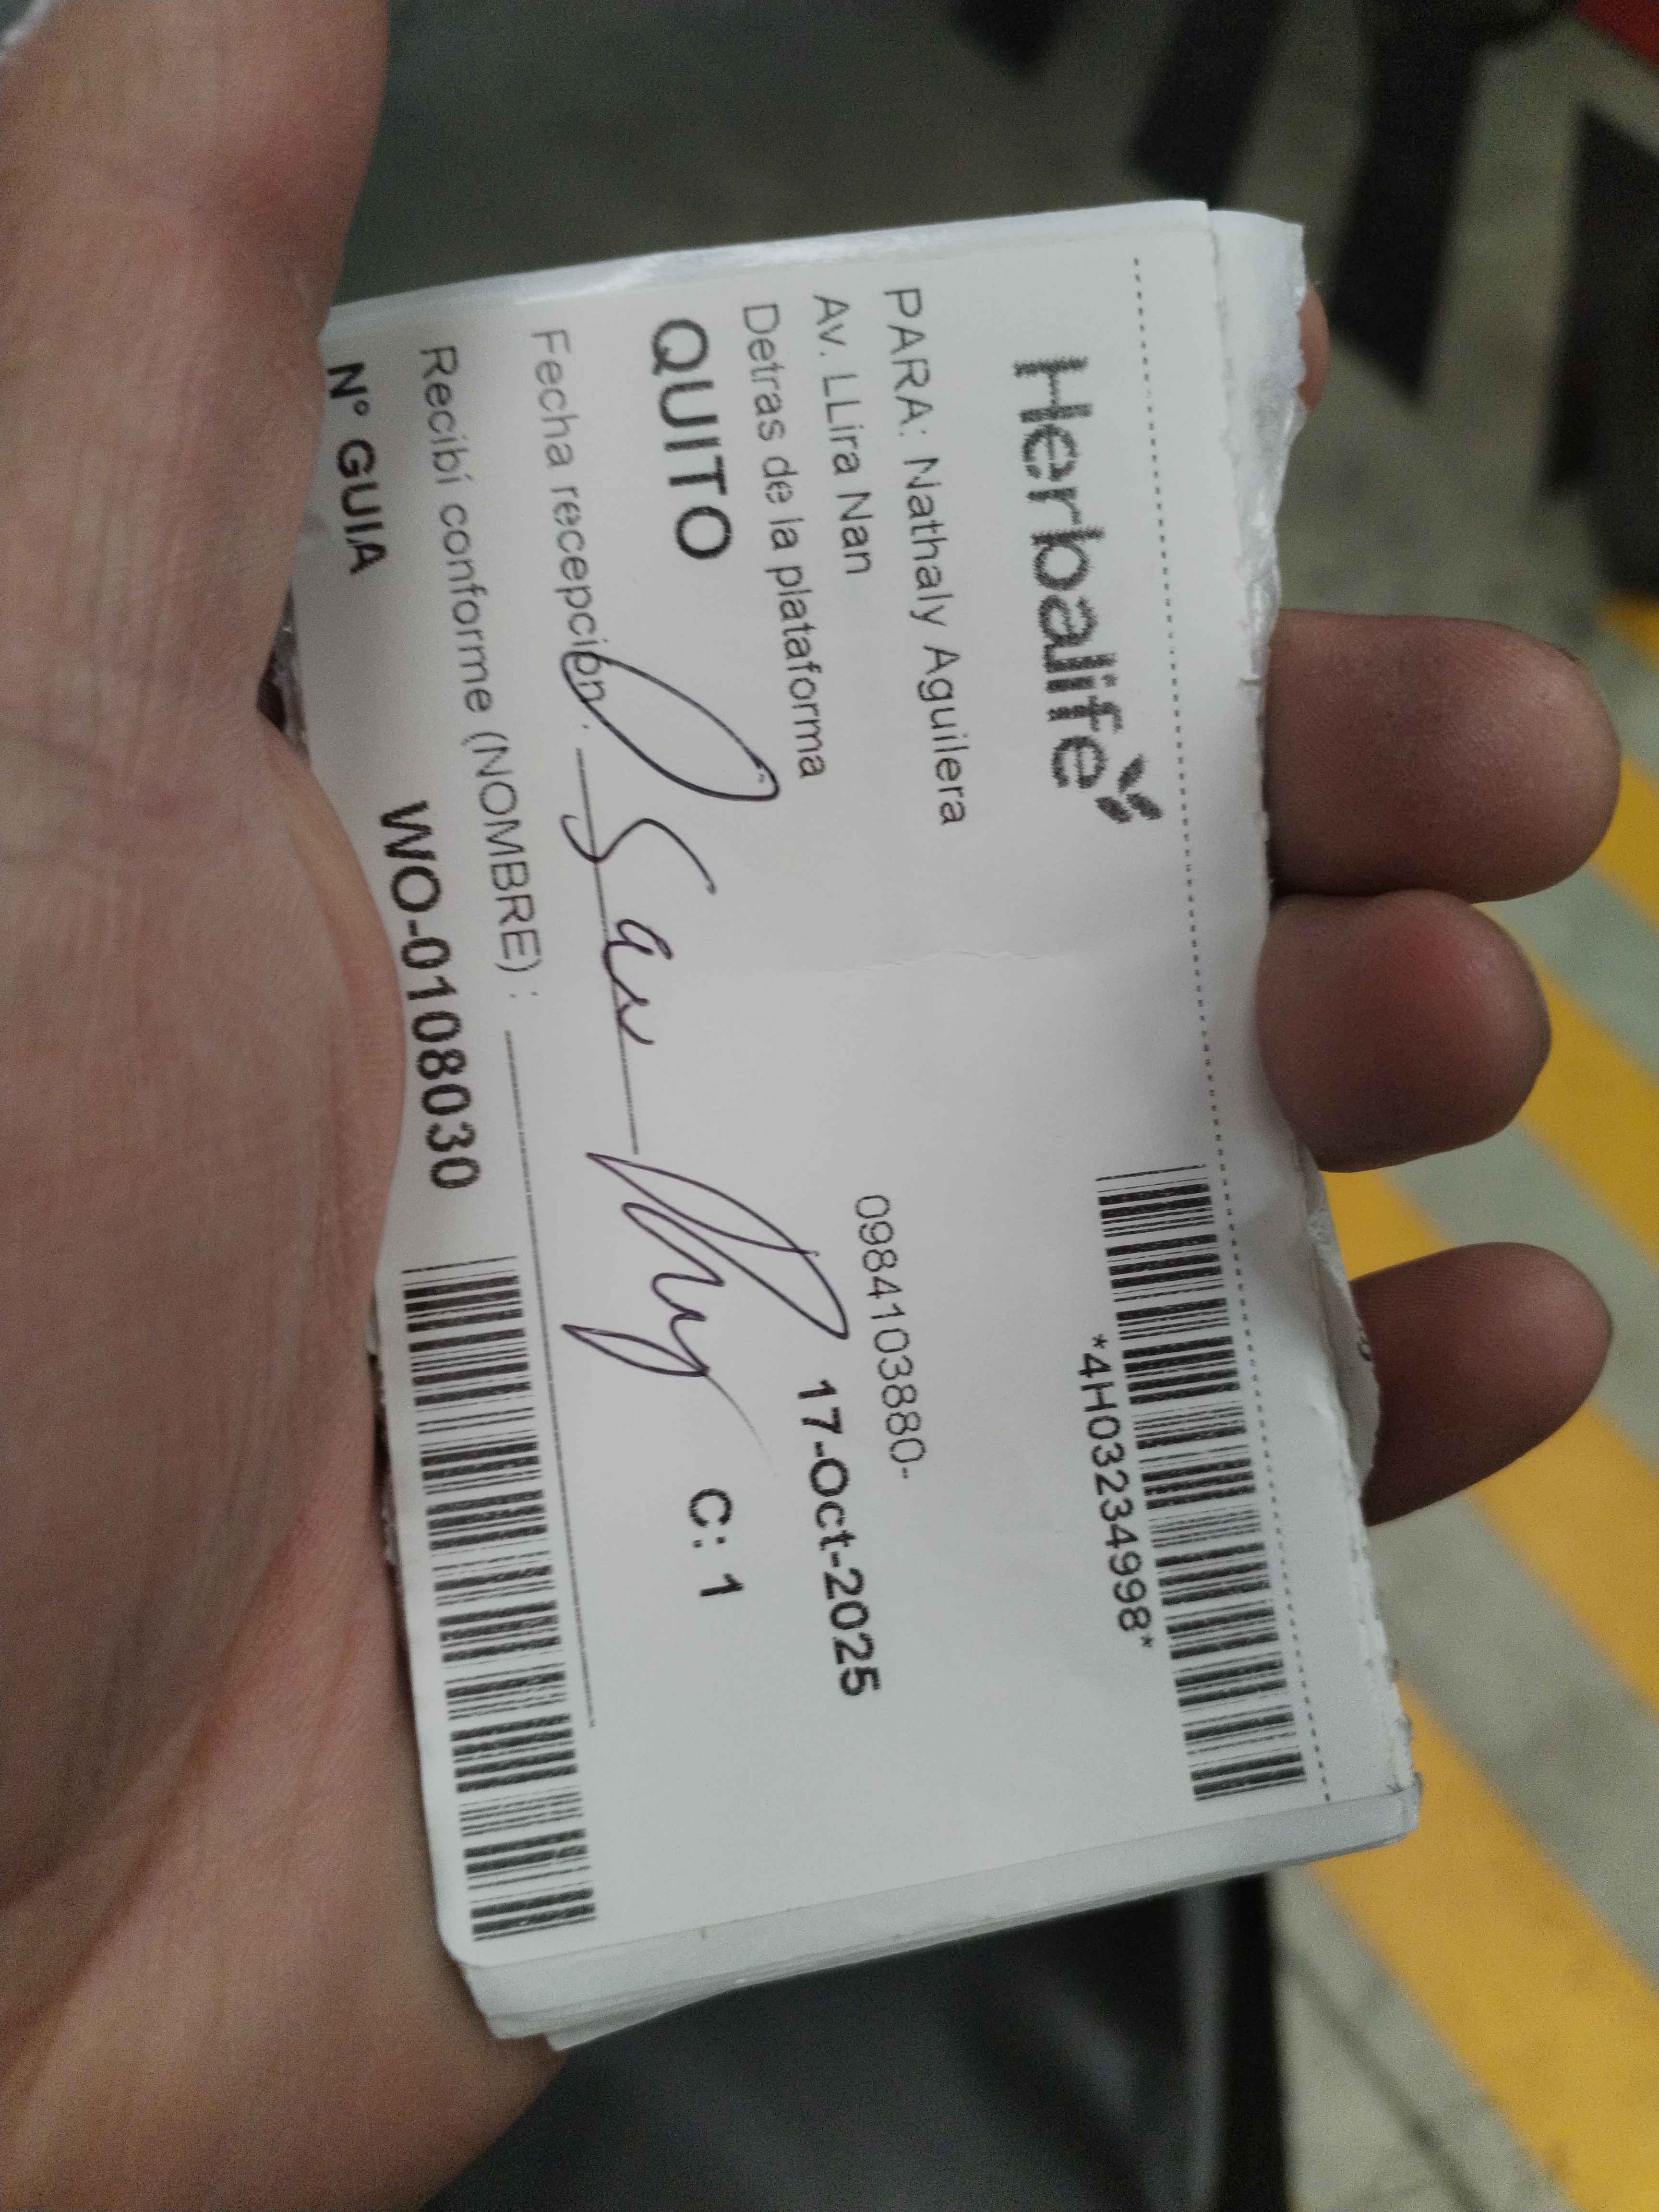 Herbalife
*4H03234998*
PARA: Nathaly Aguilera
Av. LLira Nan
0984103880-
Detras de la plataforma
17-Oct-2025
QUITO
C: 1
Fecha recepción :
Recibí conforme (NOMBRE) :
N° GUIA WO-0108030